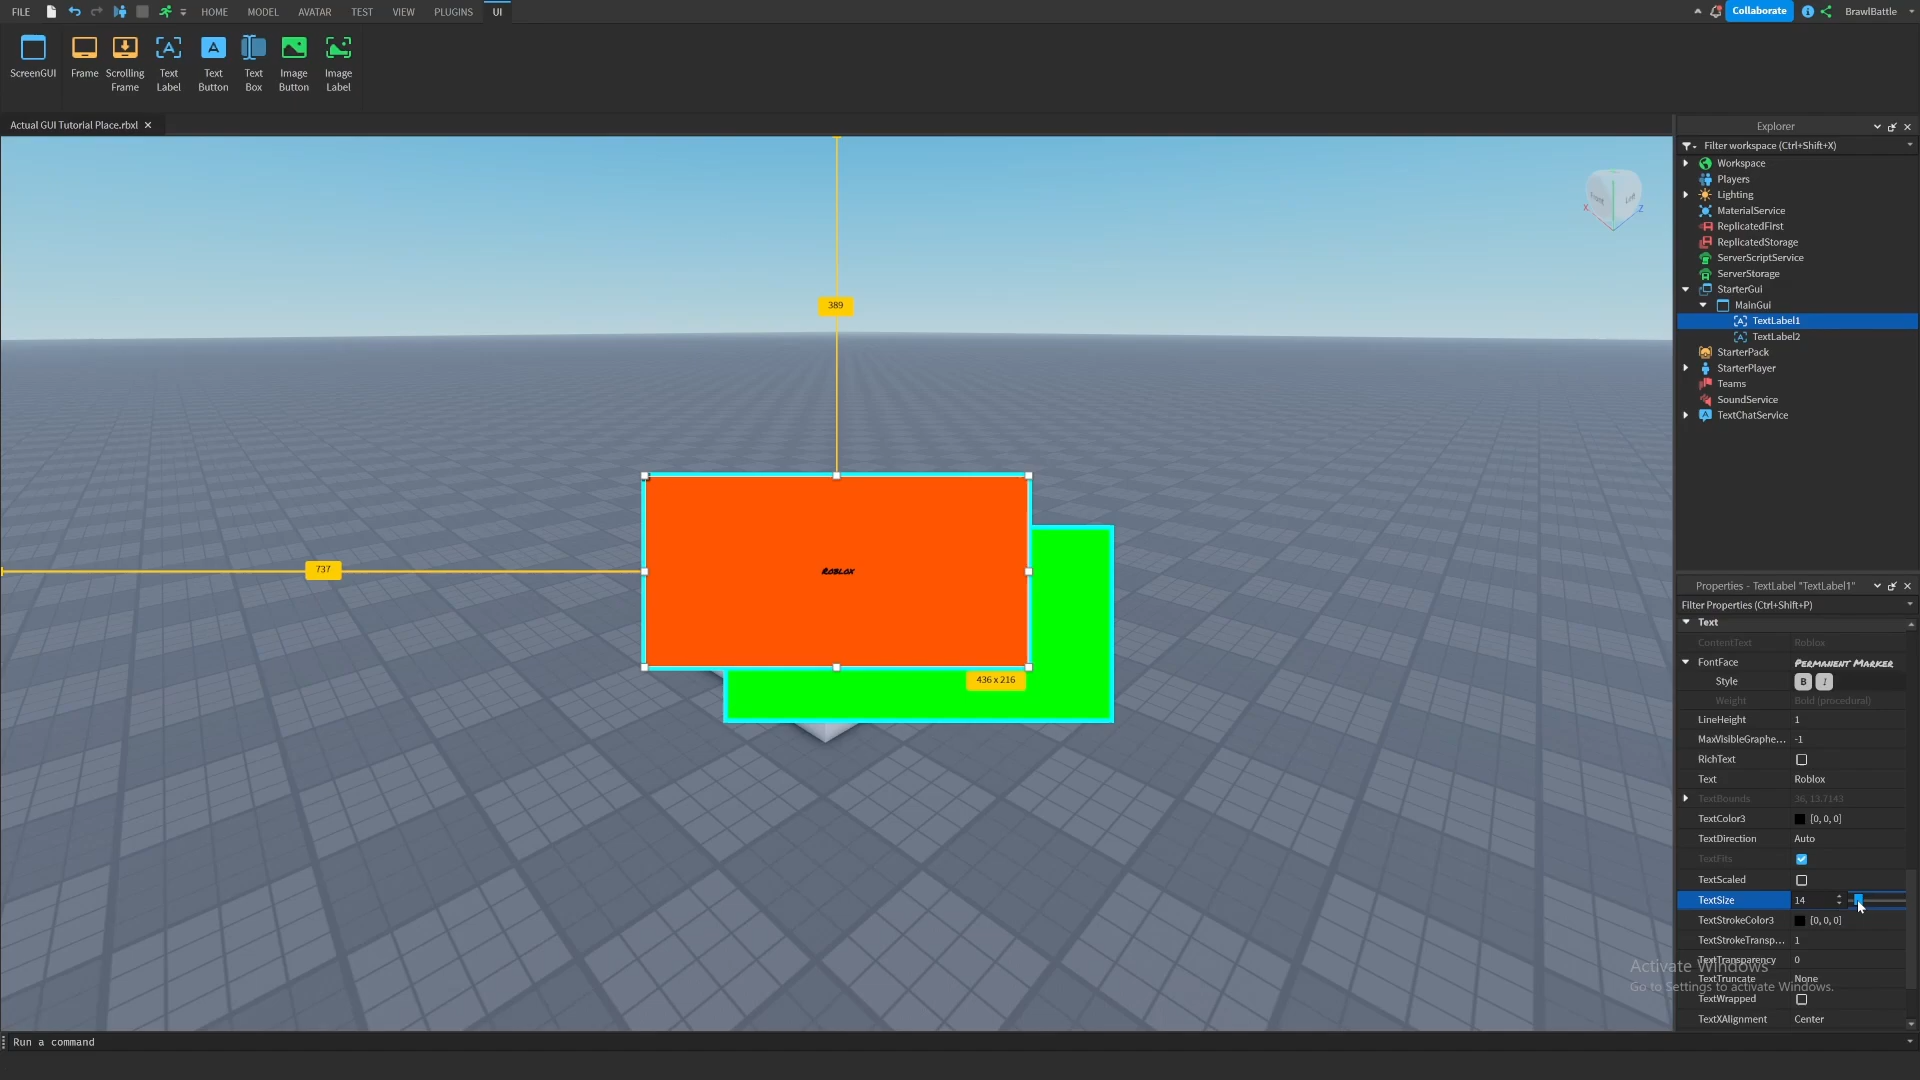 FILE HOME MODEL AVATAR TEST VIEW PLUGINS UI Collaborate BrawlBattle
ScreenGUI Frame Scrolling Frame Text Label Text Button Text Box Image Button Image Label
Actual GUI Tutorial Place.rbxl
389
737
Roblox
436 x 216
Front Left
X Z
Explorer
Filter workspace (Ctrl+Shift+X)
Workspace
Players
Lighting
MaterialService
ReplicatedFirst
ReplicatedStorage
ServerScriptService
ServerStorage
StarterGui
MainGui
TextLabel1
TextLabel2
StarterPack
StarterPlayer
Teams
SoundService
TextChatService
Properties - TextLabel "TextLabel1"
Filter Properties (Ctrl+Shift+P)
Text
ContentText Roblox
FontFace Permanent Marker
Style B I
Weight Bold (procedural)
LineHeight 1
MaxVisibleGraphe... -1
RichText
Text Roblox
TextBounds 36, 13.7143
TextColor3 [0, 0, 0]
TextDirection Auto
TextFits
TextScaled
TextSize 14
TextStrokeColor3 [0, 0, 0]
TextStrokeTransp... 1
TextTransparency 0
TextTruncate None
TextWrapped
TextXAlignment Center
Activate Windows
Go to Settings to activate Windows.
Run a command